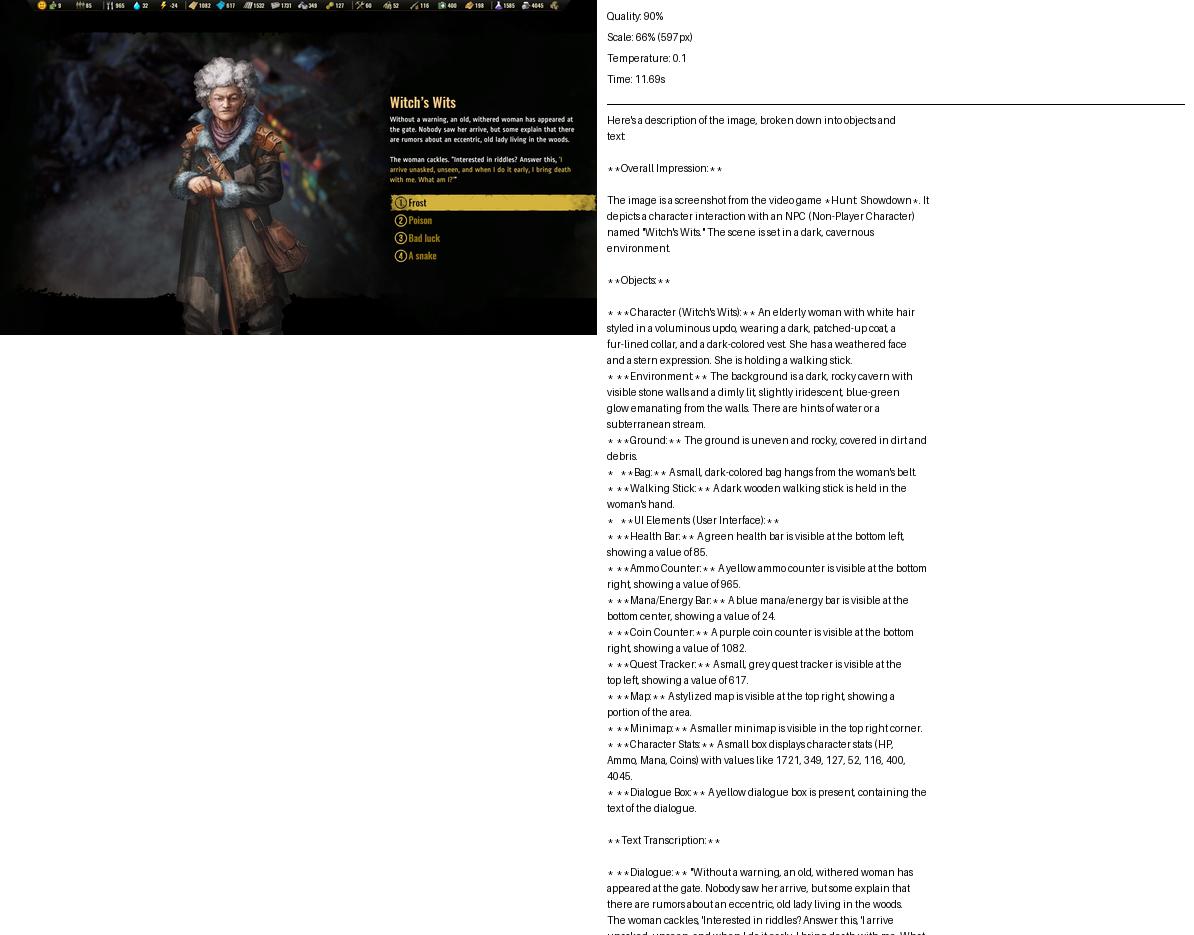 9 85 965 32 -24 1082 617 1532 1731 349 127 60 52 116 400 198 1585 4045
Witch's Wits
Without a warning, an old, withered woman has appeared at
the gate. Nobody saw her arrive, but some explain that there
are rumors about an eccentric, old lady living in the woods.
The woman cackles. "Interested in riddles? Answer this, 'I
arrive unasked, unseen, and when I do it early, I bring death
with me. What am I?'"
1 Frost
2 Poison
3 Bad luck
4 A snake
Quality: 90%
Scale: 66% (597px)
Temperature: 0.1
Time: 11.69s
Here's a description of the image, broken down into objects and
text:
**Overall Impression:**
The image is a screenshot from the video game *Hunt: Showdown*. It
depicts a character interaction with an NPC (Non-Player Character)
named "Witch's Wits." The scene is set in a dark, cavernous
environment.
**Objects:**
* **Character (Witch's Wits):** An elderly woman with white hair
styled in a voluminous updo, wearing a dark, patched-up coat, a
fur-lined collar, and a dark-colored vest. She has a weathered face
and a stern expression. She is holding a walking stick.
* **Environment:** The background is a dark, rocky cavern with
visible stone walls and a dimly lit, slightly iridescent, blue-green
glow emanating from the walls. There are hints of water or a
subterranean stream.
* **Ground:** The ground is uneven and rocky, covered in dirt and
debris.
* **Bag:** A small, dark-colored bag hangs from the woman's belt.
* **Walking Stick:** A dark wooden walking stick is held in the
woman's hand.
* **UI Elements (User Interface):**
* **Health Bar:** A green health bar is visible at the bottom left,
showing a value of 85.
* **Ammo Counter:** A yellow ammo counter is visible at the bottom
right, showing a value of 965.
* **Mana/Energy Bar:** A blue mana/energy bar is visible at the
bottom center, showing a value of 24.
* **Coin Counter:** A purple coin counter is visible at the bottom
right, showing a value of 1082.
* **Quest Tracker:** A small, grey quest tracker is visible at the
top left, showing a value of 617.
* **Map:** A stylized map is visible at the top right, showing a
portion of the area.
* **Minimap:** A smaller minimap is visible in the top right corner.
* **Character Stats:** A small box displays character stats (HP,
Ammo, Mana, Coins) with values like 1721, 349, 127, 52, 116, 400,
4045.
* **Dialogue Box:** A yellow dialogue box is present, containing the
text of the dialogue.
**Text Transcription:**
* **Dialogue:** "Without a warning, an old, withered woman has
appeared at the gate. Nobody saw her arrive, but some explain that
there are rumors about an eccentric, old lady living in the woods.
The woman cackles, 'Interested in riddles? Answer this, 'I arrive
unasked, unseen, and when I do it early, I bring death with me. What